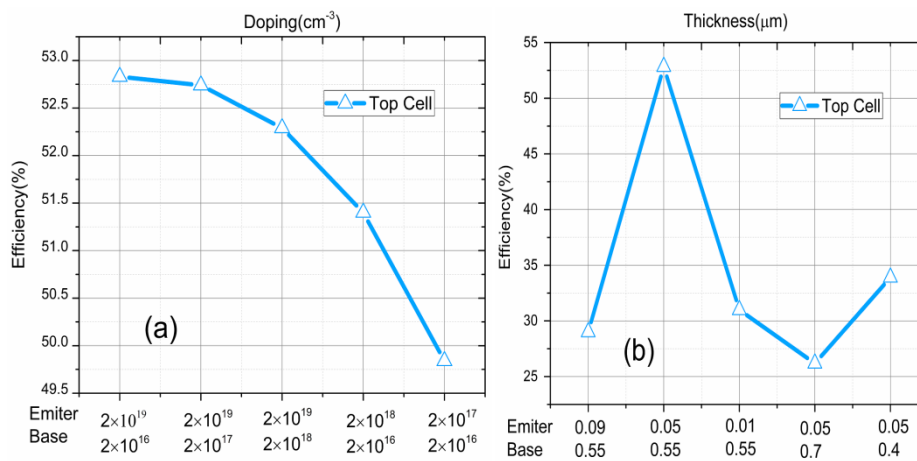 Doping(cm⁻³)
53.0
52.5
52.0
51.5
51.0
50.5
50.0
49.5
Efficiency(%)
Top Cell
(a)
Emiter 2×10¹⁹ 2×10¹⁹ 2×10¹⁹ 2×10¹⁸ 2×10¹⁷
Base 2×10¹⁶ 2×10¹⁷ 2×10¹⁸ 2×10¹⁶ 2×10¹⁶
Thickness(μm)
55
50
45
40
35
30
25
Efficiency(%)
Top Cell
(b)
Emiter 0.09 0.05 0.01 0.05 0.05
Base 0.55 0.55 0.55 0.7 0.4